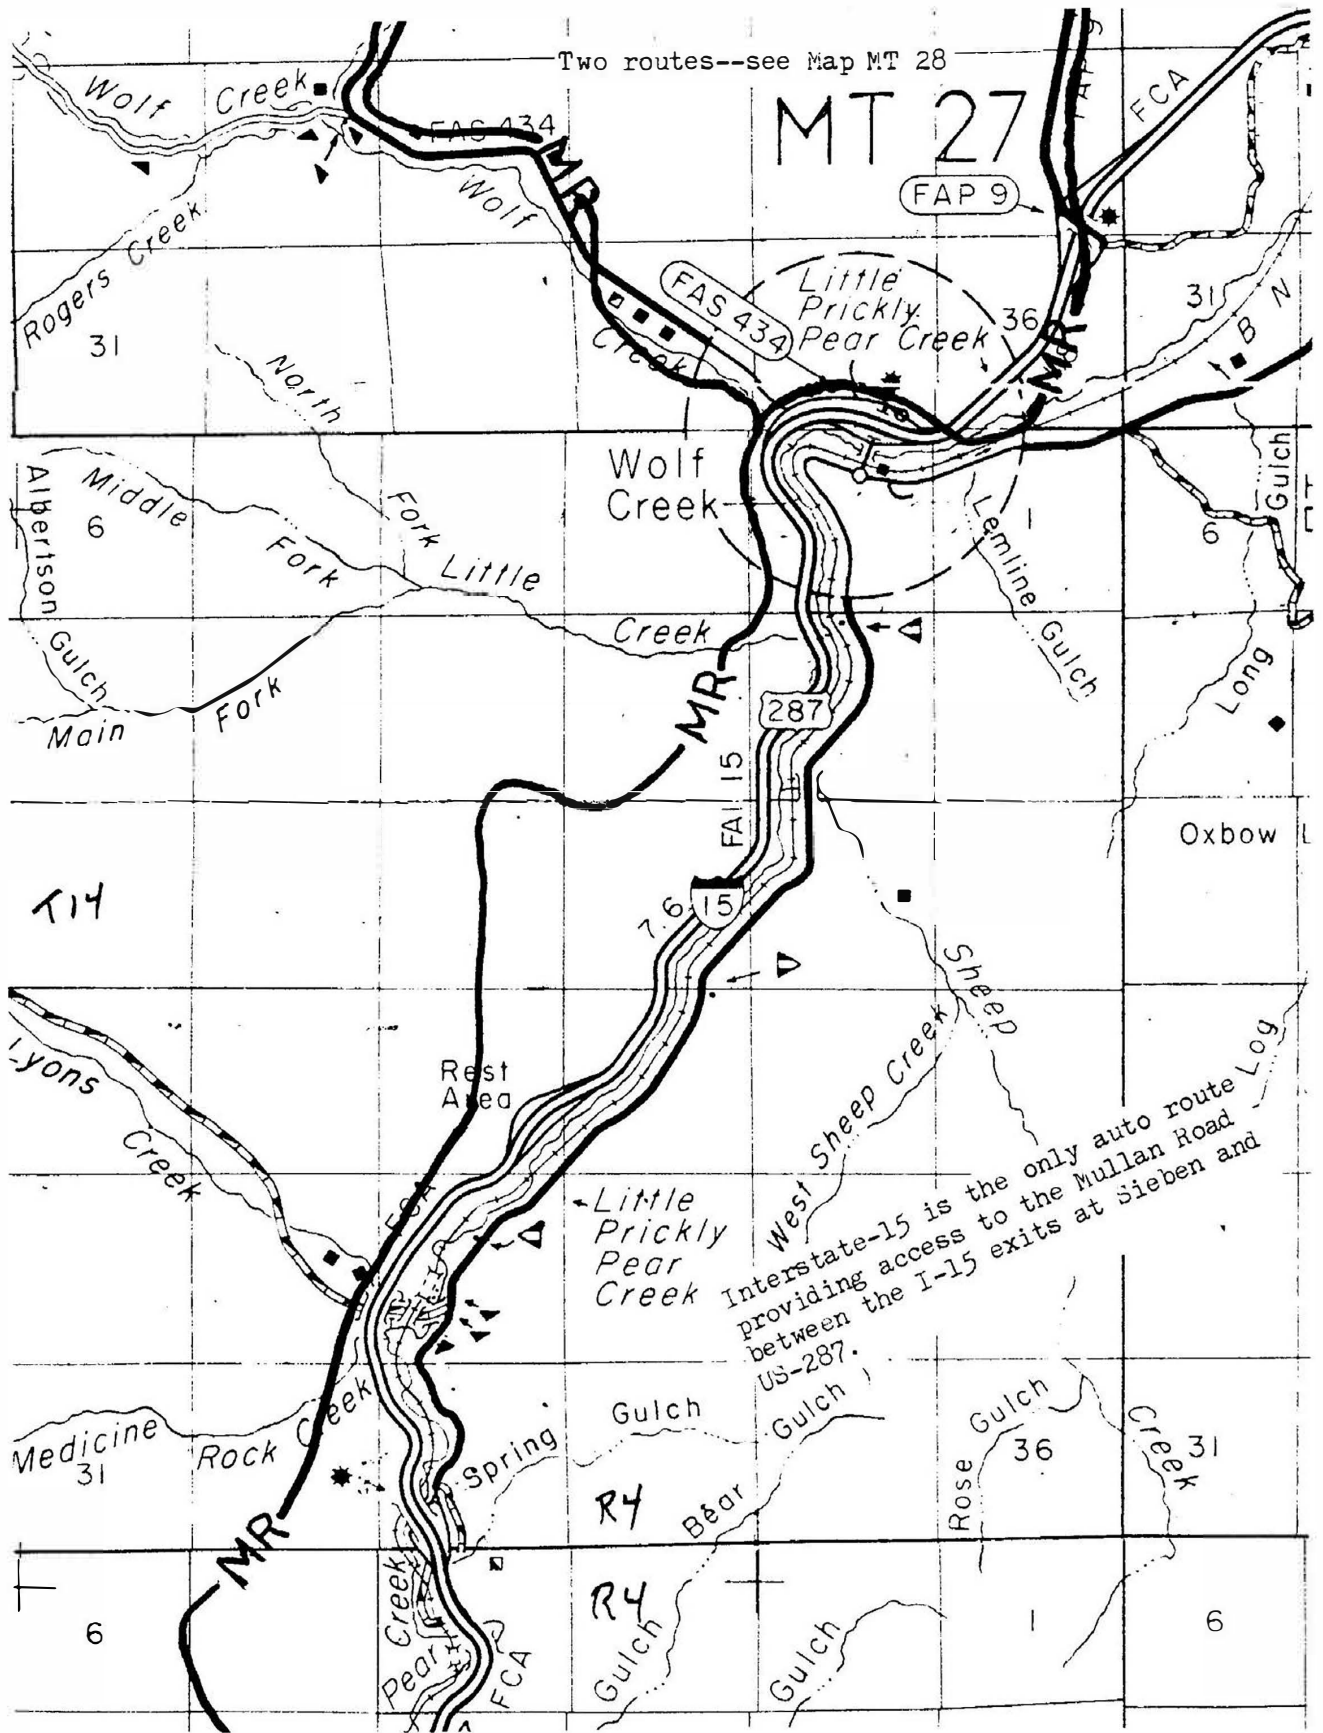 Two routes--see Map MT 28
MT 27
Wolf Creek
FAS 434
MR
FCA
FAP 9
FAP 9
Wolf
Creek
Rogers Creek
31
FAS 434
Little
Prickly
Pear Creek
36
MR
31
B N
North
Fork
Wolf
Creek
Albertson
Gulch
Middle
Fork
6
Little
Creek
Lemline Gulch
1
6
Gulch
Long
Main
Fork
MR
287
FAI 15
Oxbow
T14
7.6
15
Sheep
Lyons
Creek
Rest
Area
West Sheep Creek
Log
FCA
Little
Prickly
Pear
Creek
Interstate-15 is the only auto route
providing access to the Mullan Road
between the I-15 exits at Sieben and
US-287.
Medicine
31
Rock
Creek
Spring
Gulch
Gulch
Gulch
36
Creek
31
Rose
Bear
R4
MR
R4
6
Creek
Pear
FCA
Gulch
Gulch
1
6